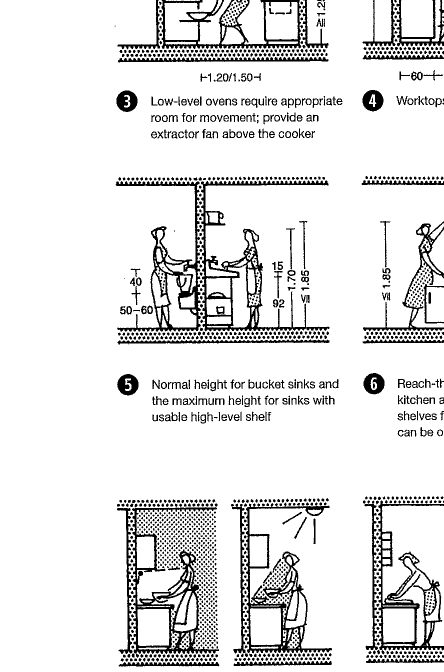 ≥1.2
⊢1.20/1.50⊣
⊢60
3 Low-level ovens require appropriate
room for movement; provide an
extractor fan above the cooker
4 Worktops
40
50–60
15
92
1.70
≥1.85
≥1.85
5 Normal height for bucket sinks and
the maximum height for sinks with
usable high-level shelf
6 Reach-th
kitchen a
shelves f
can be o